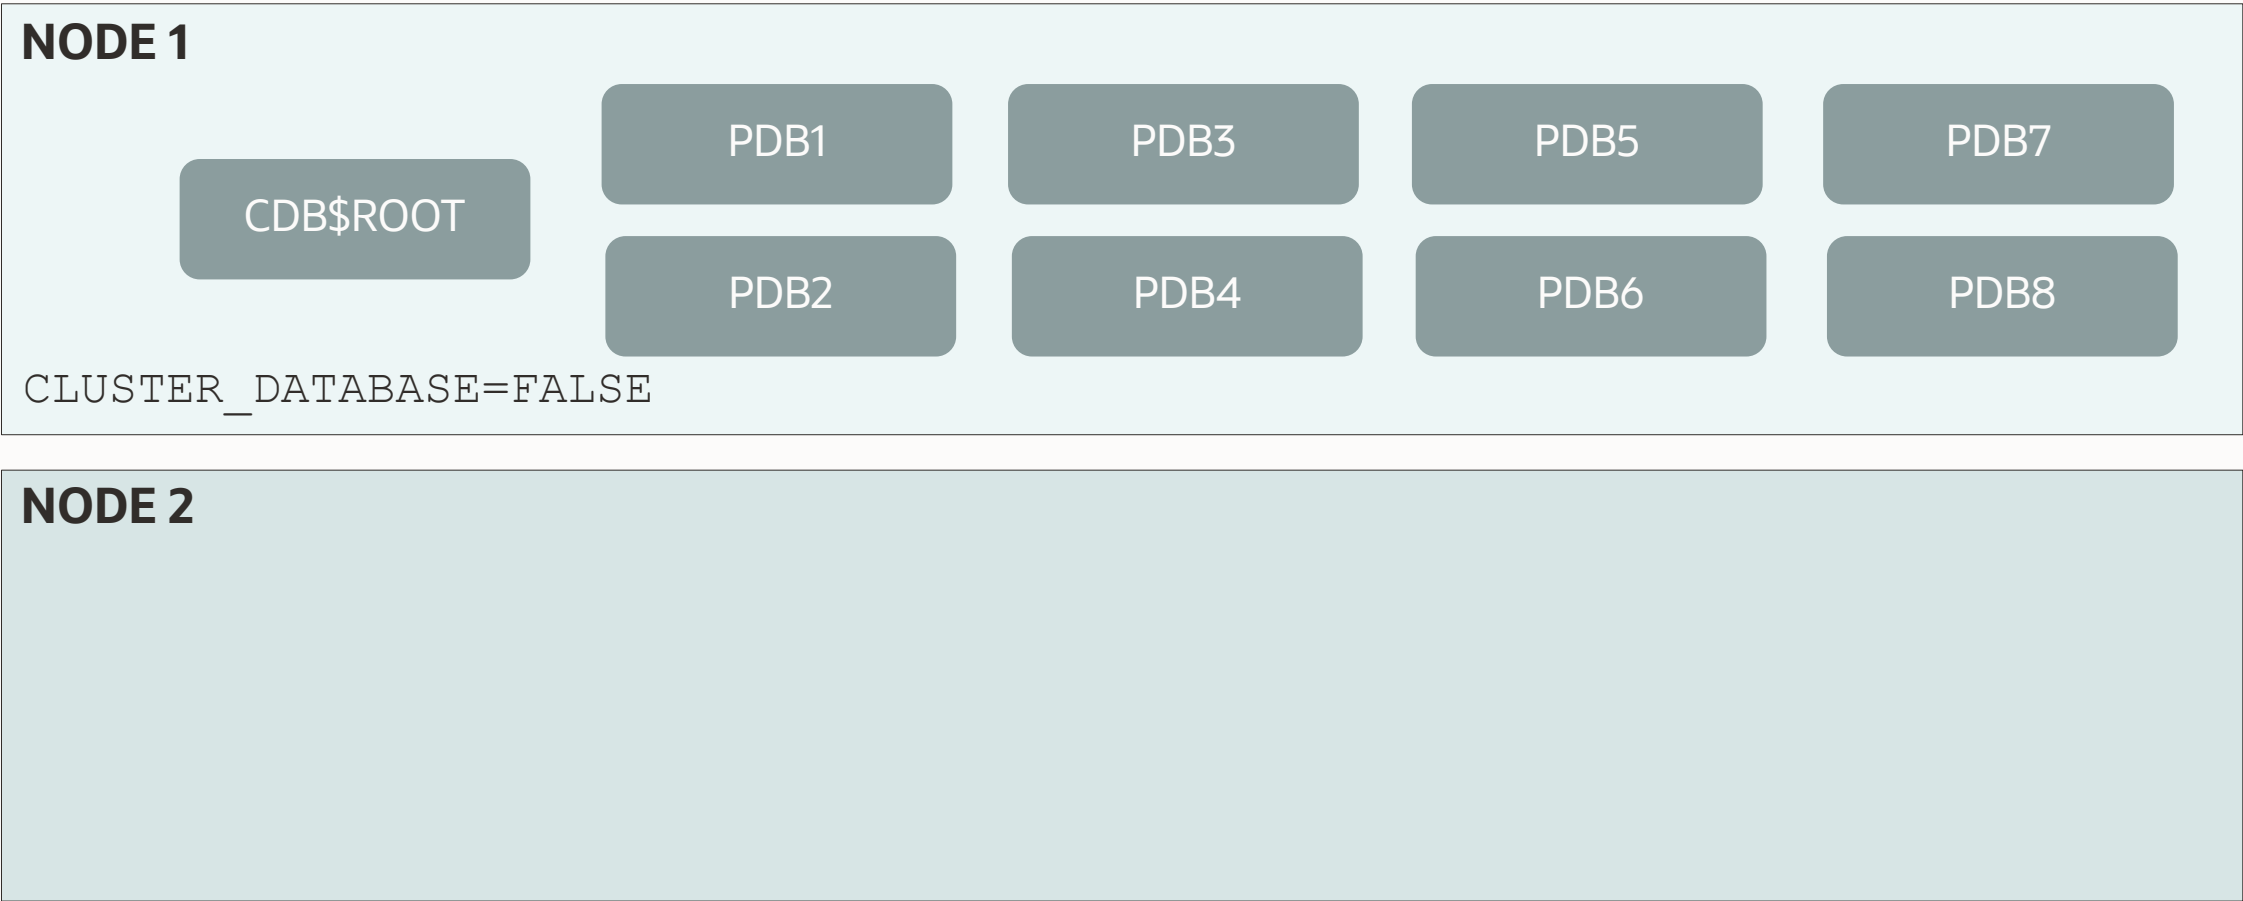 NODE 1
PDB1 PDB3 PDB5 PDB7
CDB$ROOT
PDB2 PDB4 PDB6 PDB8
CLUSTER_DATABASE=FALSE
NODE 2